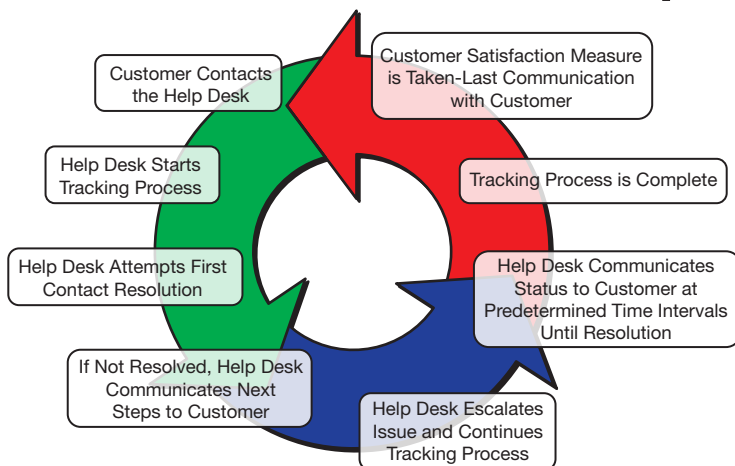 Customer Contacts
the Help Desk
Help Desk Starts
Tracking Process
Help Desk Attempts First
Contact Resolution
If Not Resolved, Help Desk
Communicates Next
Steps to Customer
Help Desk Escalates
Issue and Continues
Tracking Process
Help Desk Communicates
Status to Customer at
Predetermined Time Intervals
Until Resolution
Tracking Process is Complete
Customer Satisfaction Measure
is Taken-Last Communication
with Customer